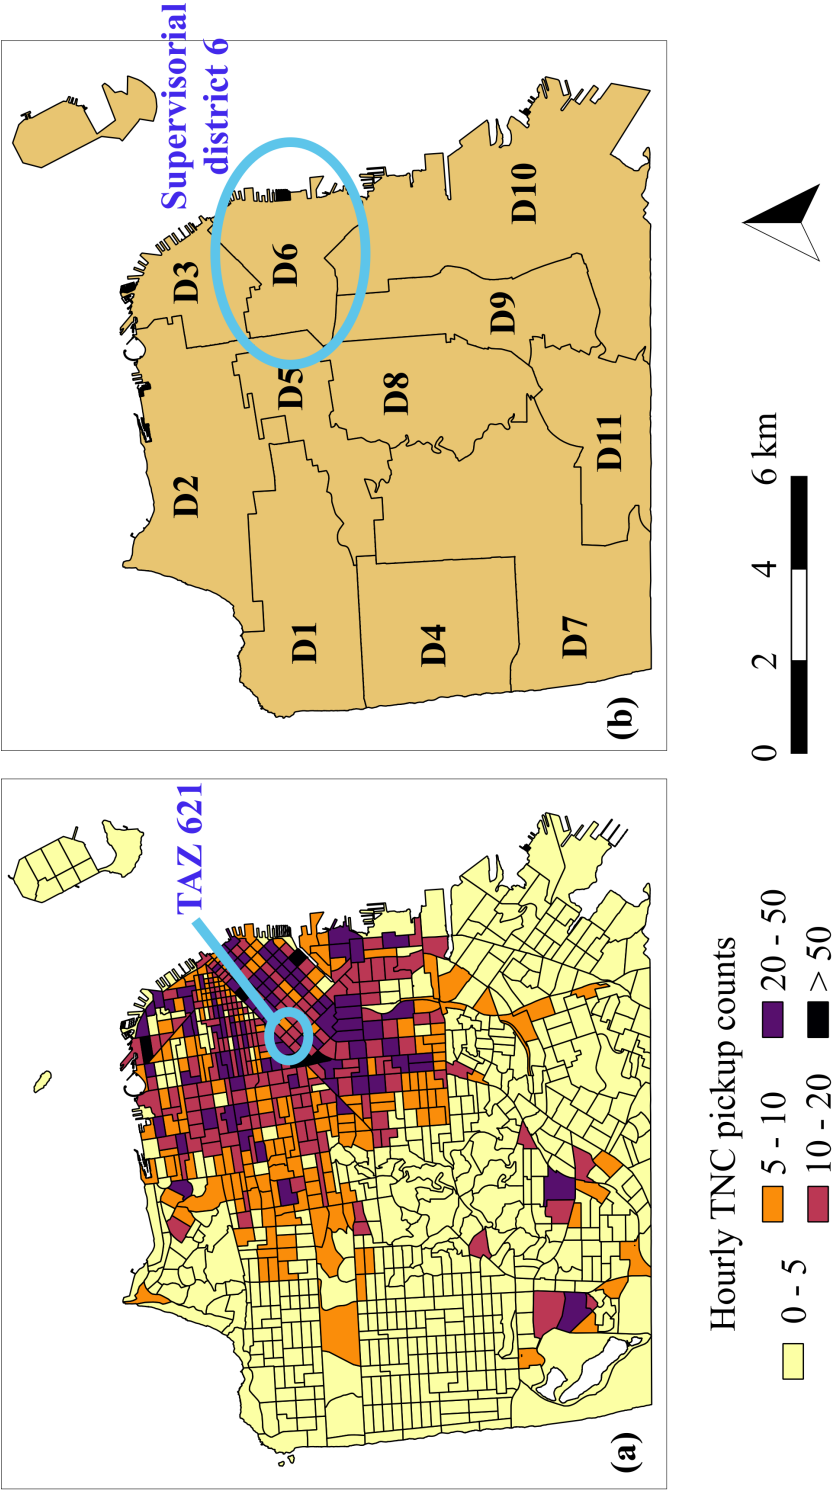 TAZ 621
(a)
Supervisorial
district 6
D1
D2
D3
D4
D5
D6
D7
D8
D9
D10
D11
(b)
Hourly TNC pickup counts
0 - 5
5 - 10
10 - 20
20 - 50
> 50
0 2 4 6 km